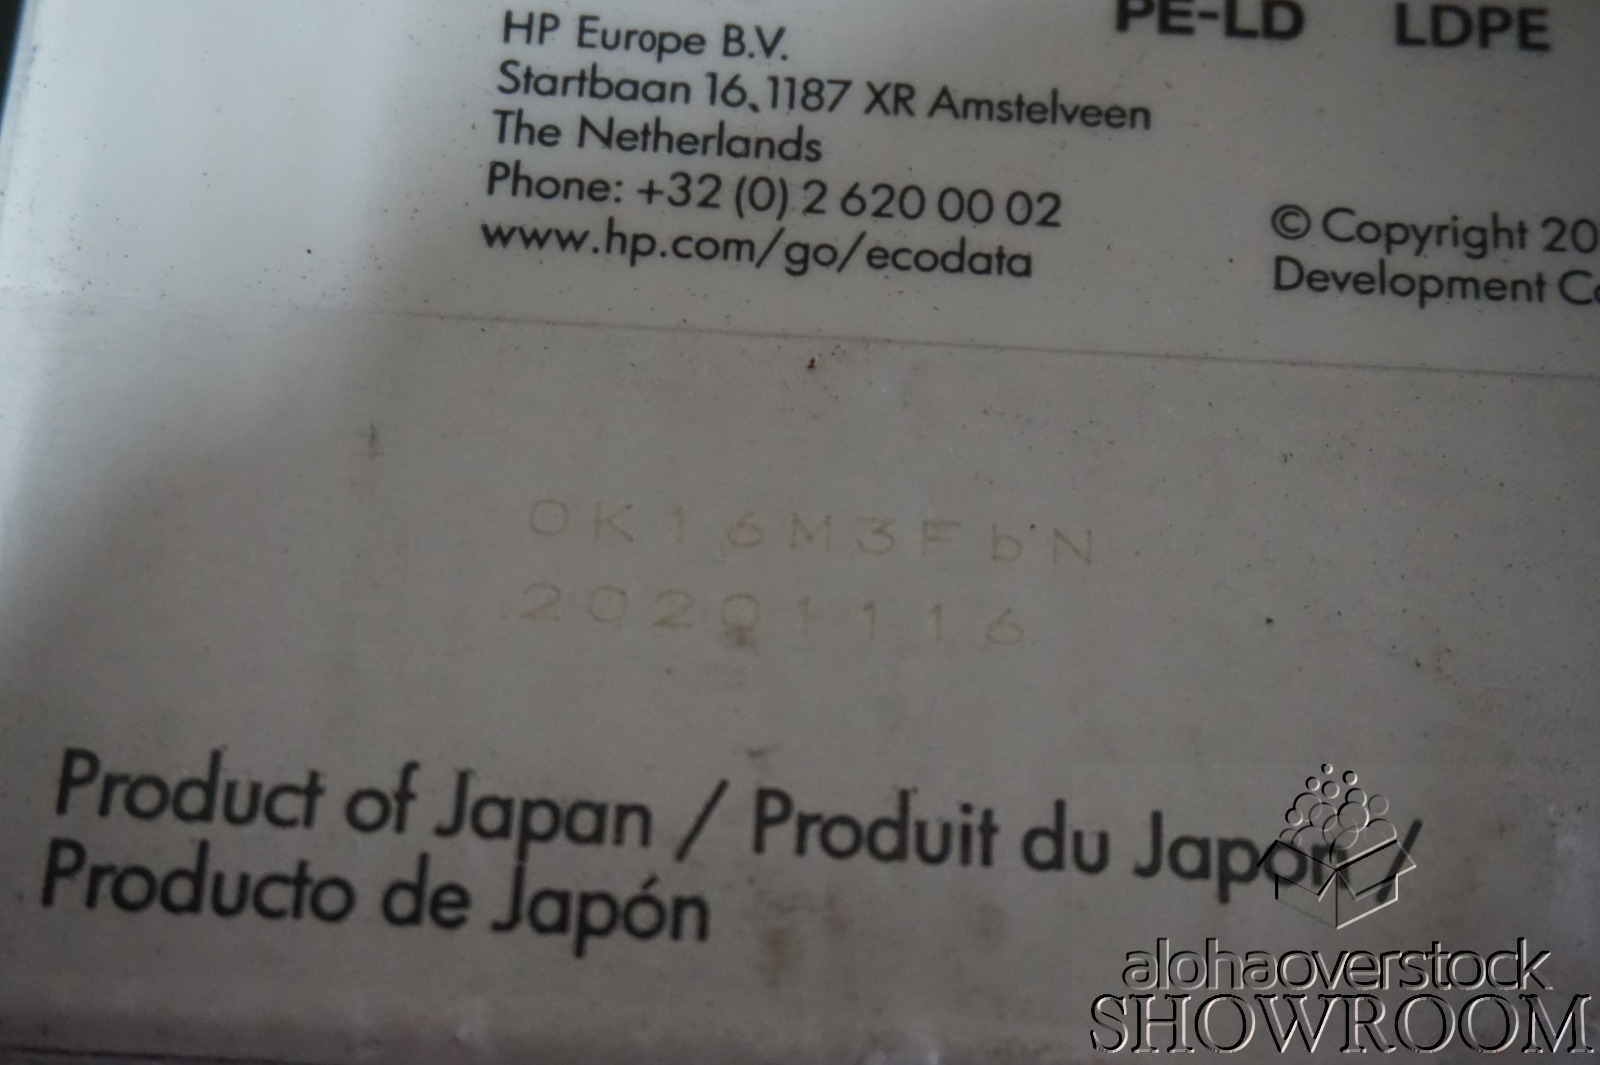 HP Europe B.V.
Startbaan 16, 1187 XR Amstelveen
The Netherlands
Phone: +32 (0) 2 620 00 02
www.hp.com/go/ecodata
PE-LD LDPE
© Copyright 20
Development Co
0K16M3FbN
20201116
Product of Japan / Produit du Japon /
Producto de Japón
alohaoverstock
SHOWROOM